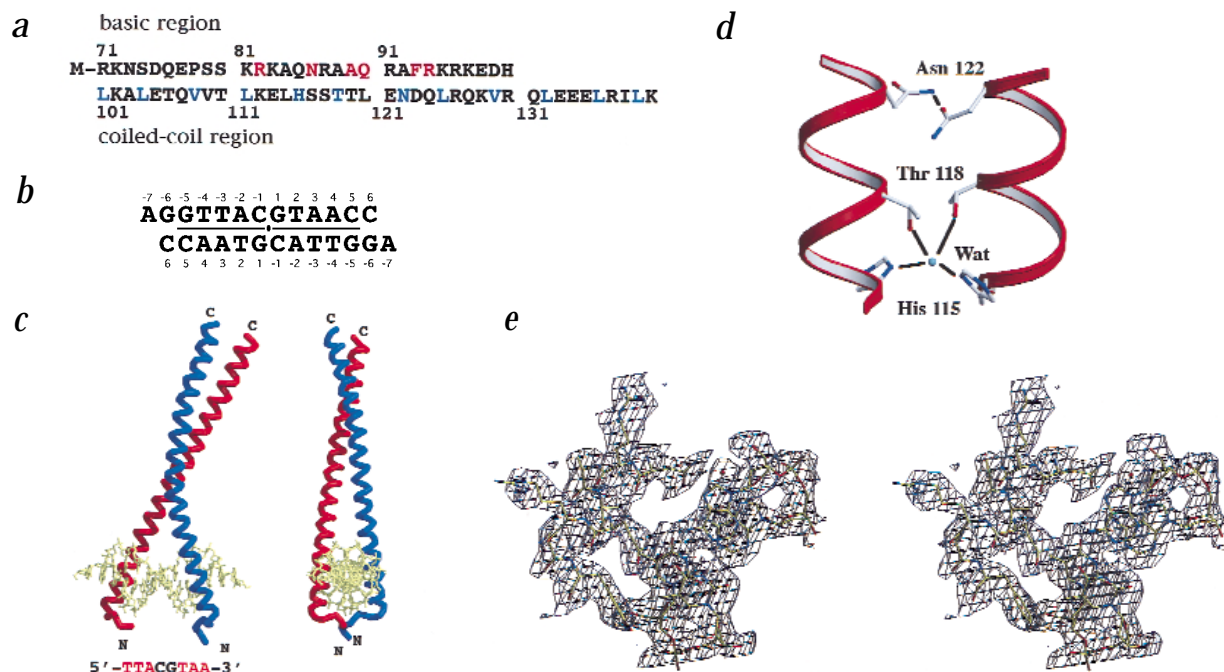 a
basic region
71 81 91
M-RKNSDQEPSS KRKAQNRAAQ RAFRKRKEDH
LKALETQVVT LKELHSSTTL ENDQLRQKVR QLEEELRILK
101 111 121 131
coiled-coil region
b
-7 -6 -5 -4 -3 -2 -1 1 2 3 4 5 6
AGGTTACGTAACC
CCAATGCATTGGA
6 5 4 3 2 1 -1 -2 -3 -4 -5 -6 -7
c
C C C C
N N N N
5′-TTACGTAA-3′
d
Asn 122
Thr 118
Wat
His 115
e